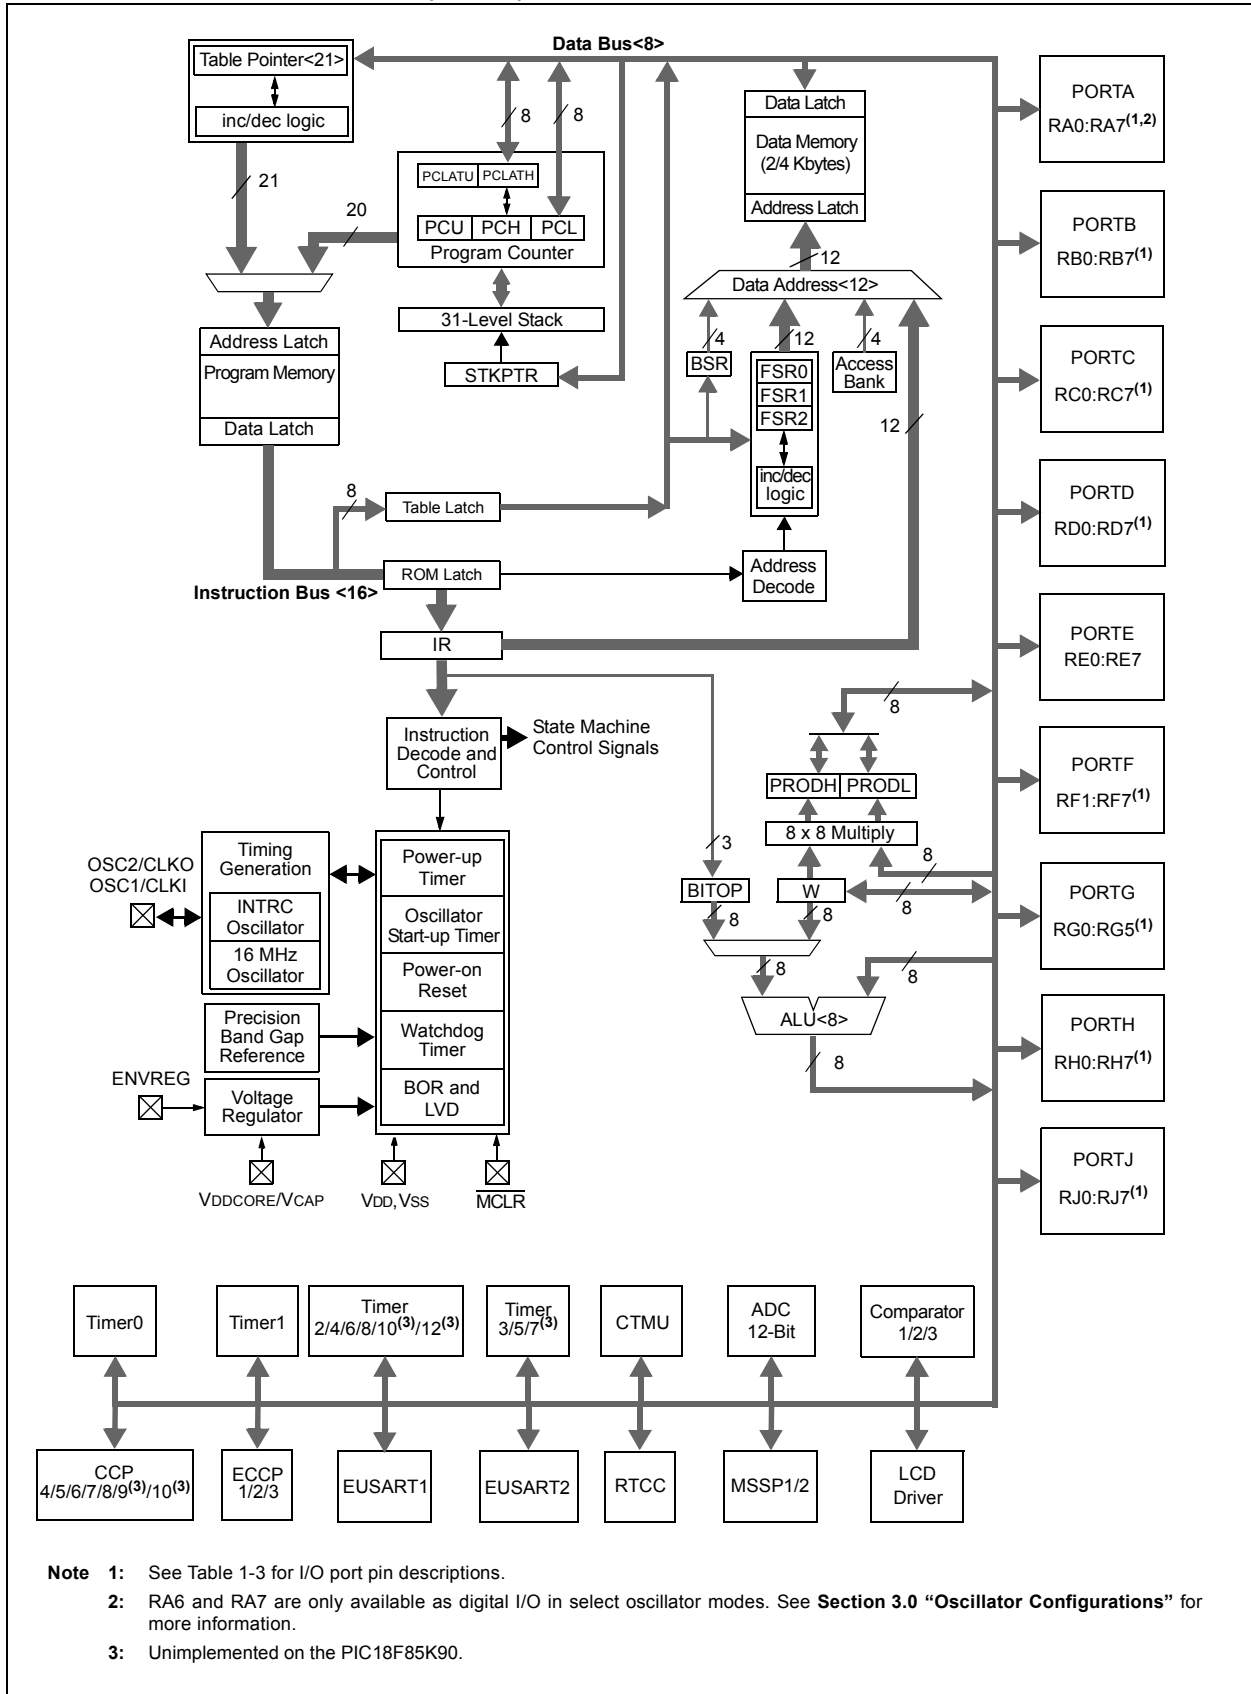 Data Bus<8>
Table Pointer<21>
inc/dec logic
21
20
8
8
PCLATU
PCLATH
PCU
PCH
PCL
Program Counter
31-Level Stack
STKPTR
Address Latch
Program Memory
Data Latch
8
Table Latch
ROM Latch
Instruction Bus <16>
IR
Data Latch
Data Memory
(2/4 Kbytes)
Address Latch
12
Data Address<12>
4
12
4
BSR
FSR0
FSR1
FSR2
inc/dec
logic
Access
Bank
12
Address
Decode
Instruction
Decode and
Control
State Machine
Control Signals
8
PRODH
PRODL
8 x 8 Multiply
3
8
BITOP
W
8
8
8
8
8
ALU<8>
8
OSC2/CLKO
OSC1/CLKI
Timing
Generation
INTRC
Oscillator
16 MHz
Oscillator
Precision
Band Gap
Reference
ENVREG
Voltage
Regulator
VDDCORE/VCAP
Power-up
Timer
Oscillator
Start-up Timer
Power-on
Reset
Watchdog
Timer
BOR and
LVD
VDD, VSS
MCLR
PORTA
RA0:RA7(1,2)
PORTB
RB0:RB7(1)
PORTC
RC0:RC7(1)
PORTD
RD0:RD7(1)
PORTE
RE0:RE7
PORTF
RF1:RF7(1)
PORTG
RG0:RG5(1)
PORTH
RH0:RH7(1)
PORTJ
RJ0:RJ7(1)
Timer0
Timer1
Timer
2/4/6/8/10(3)/12(3)
Timer
3/5/7(3)
CTMU
ADC
12-Bit
Comparator
1/2/3
CCP
4/5/6/7/8/9(3)/10(3)
ECCP
1/2/3
EUSART1
EUSART2
RTCC
MSSP1/2
LCD
Driver
Note 1: See Table 1-3 for I/O port pin descriptions.
2: RA6 and RA7 are only available as digital I/O in select oscillator modes. See Section 3.0 “Oscillator Configurations” for
more information.
3: Unimplemented on the PIC18F85K90.